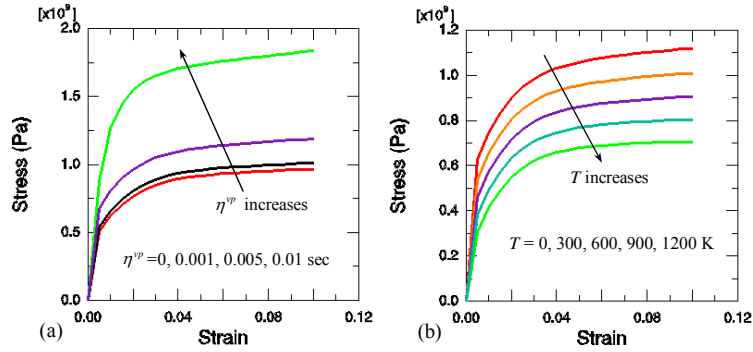 [x10⁹]
2.0
1.5
1.0
0.5
0.0
Stress (Pa)
η^vp increases
η^vp =0, 0.001, 0.005, 0.01 sec
0.00 0.04 0.08 0.12
Strain
(a)
[x10⁹]
1.2
1.0
0.8
0.6
0.4
0.2
0.0
Stress (Pa)
T increases
T = 0, 300, 600, 900, 1200 K
0.00 0.04 0.08 0.12
Strain
(b)